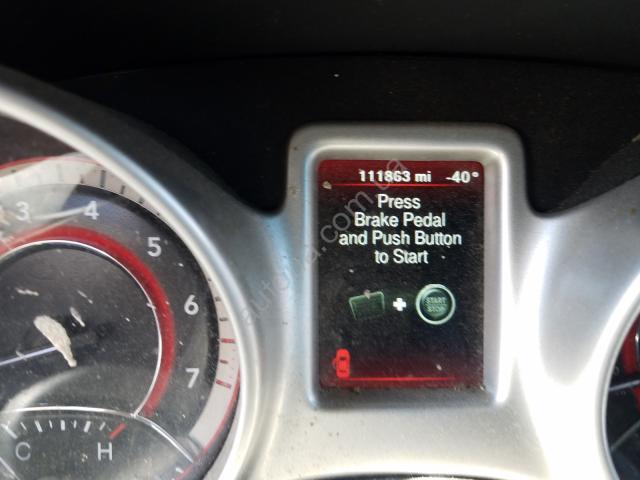 111863 mi -40°
Press
Brake Pedal
and Push Button
to Start
START
STOP
3
4
5
6
7
C H